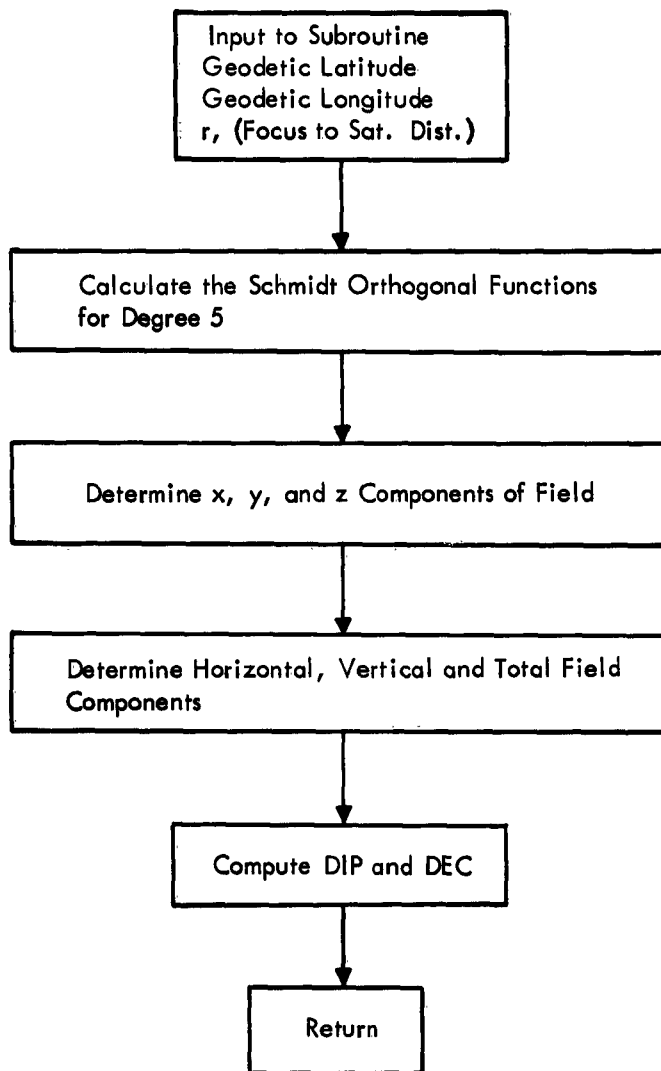 Input to Subroutine
Geodetic Latitude
Geodetic Longitude
r, (Focus to Sat. Dist.)
Calculate the Schmidt Orthogonal Functions
for Degree 5
Determine x, y, and z Components of Field
Determine Horizontal, Vertical and Total Field
Components
Compute DIP and DEC
Return